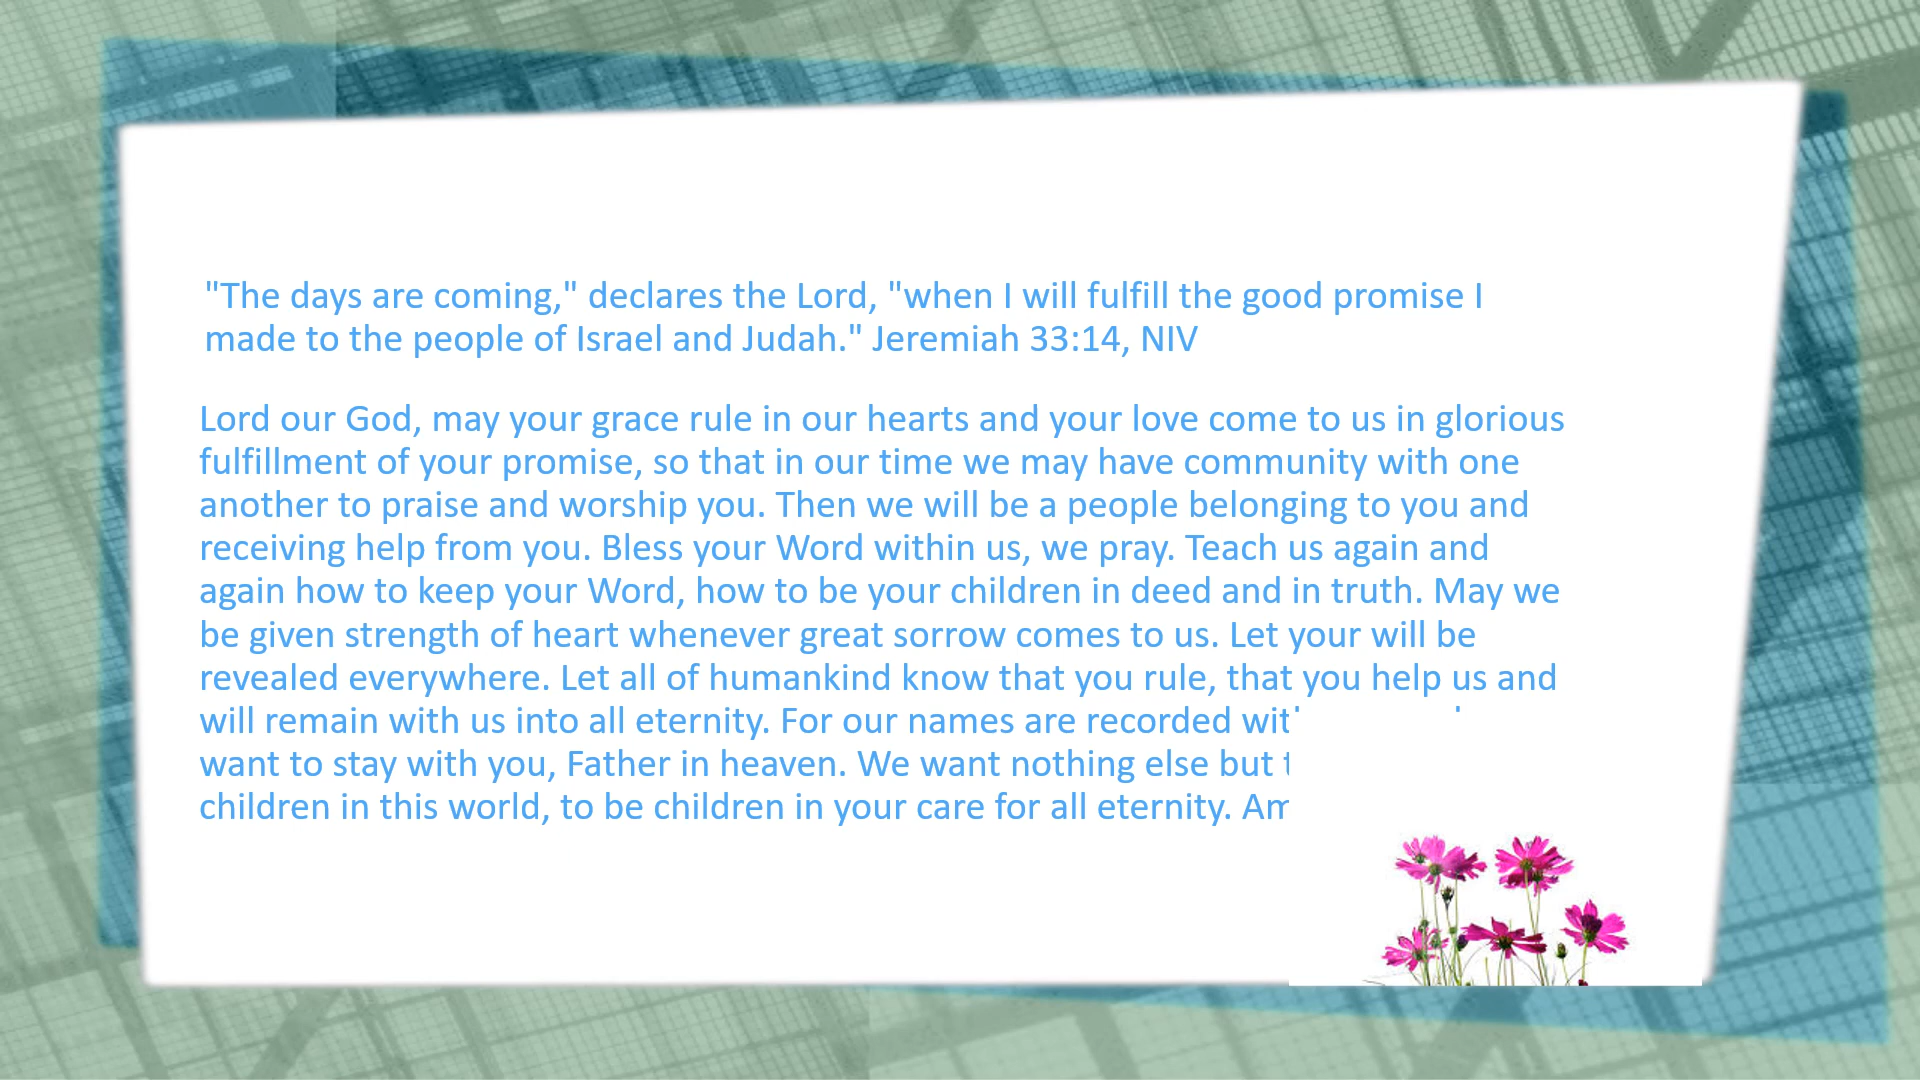 "The days are coming," declares the Lord, "when I will fulfill the good promise I
made to the people of Israel and Judah." Jeremiah 33:14, NIV
Lord our God, may your grace rule in our hearts and your love come to us in glorious
fulfillment of your promise, so that in our time we may have community with one
another to praise and worship you. Then we will be a people belonging to you and
receiving help from you. Bless your Word within us, we pray. Teach us again and
again how to keep your Word, how to be your children in deed and in truth. May we
be given strength of heart whenever great sorrow comes to us. Let your will be
revealed everywhere. Let all of humankind know that you rule, that you help us and
will remain with us into all eternity. For our names are recorded
want to stay with you, Father in heaven. We want nothing else but
children in this world, to be children in your care for all eternity.